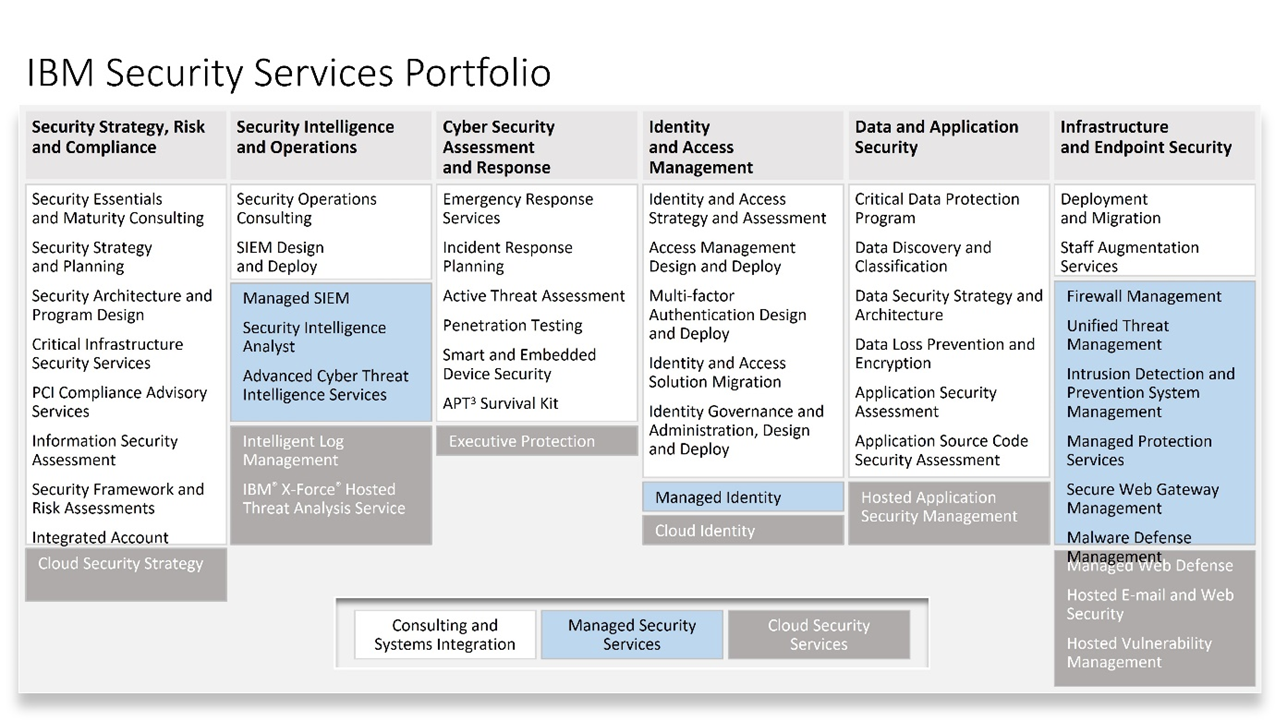 IBM Security Services Portfolio
Security Strategy, Risk
and Compliance
Security Essentials
and Maturity Consulting
Security Strategy
and Planning
Security Architecture and
Program Design
Critical Infrastructure
Security Services
PCI Compliance Advisory
Services
Information Security
Assessment
Security Framework and
Risk Assessments
Integrated Account
Cloud Security Strategy
Security Intelligence
and Operations
Security Operations
Consulting
SIEM Design
and Deploy
Managed SIEM
Security Intelligence
Analyst
Advanced Cyber Threat
Intelligence Services
Intelligent Log
Management
IBM® X-Force® Hosted
Threat Analysis Service
Cyber Security
Assessment
and Response
Emergency Response
Services
Incident Response
Planning
Active Threat Assessment
Penetration Testing
Smart and Embedded
Device Security
APT³ Survival Kit
Executive Protection
Identity
and Access
Management
Identity and Access
Strategy and Assessment
Access Management
Design and Deploy
Multi-factor
Authentication Design
and Deploy
Identity and Access
Solution Migration
Identity Governance and
Administration, Design
and Deploy
Managed Identity
Cloud Identity
Data and Application
Security
Critical Data Protection
Program
Data Discovery and
Classification
Data Security Strategy and
Architecture
Data Loss Prevention and
Encryption
Application Security
Assessment
Application Source Code
Security Assessment
Hosted Application
Security Management
Infrastructure
and Endpoint Security
Deployment
and Migration
Staff Augmentation
Services
Firewall Management
Unified Threat
Management
Intrusion Detection and
Prevention System
Management
Managed Protection
Services
Secure Web Gateway
Management
Malware Defense
Management
Managed Web Defense
Hosted E-mail and Web
Security
Hosted Vulnerability
Management
Consulting and
Systems Integration
Managed Security
Services
Cloud Security
Services